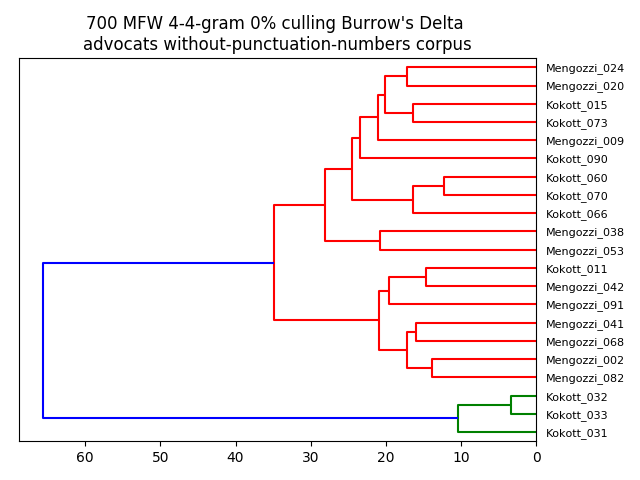 700 MFW 4-4-gram 0% culling Burrow's Delta
advocats without-punctuation-numbers corpus
Mengozzi_024
Mengozzi_020
Kokott_015
Kokott_073
Mengozzi_009
Kokott_090
Kokott_060
Kokott_070
Kokott_066
Mengozzi_038
Mengozzi_053
Kokott_011
Mengozzi_042
Mengozzi_091
Mengozzi_041
Mengozzi_068
Mengozzi_002
Mengozzi_082
Kokott_032
Kokott_033
Kokott_031
60 50 40 30 20 10 0